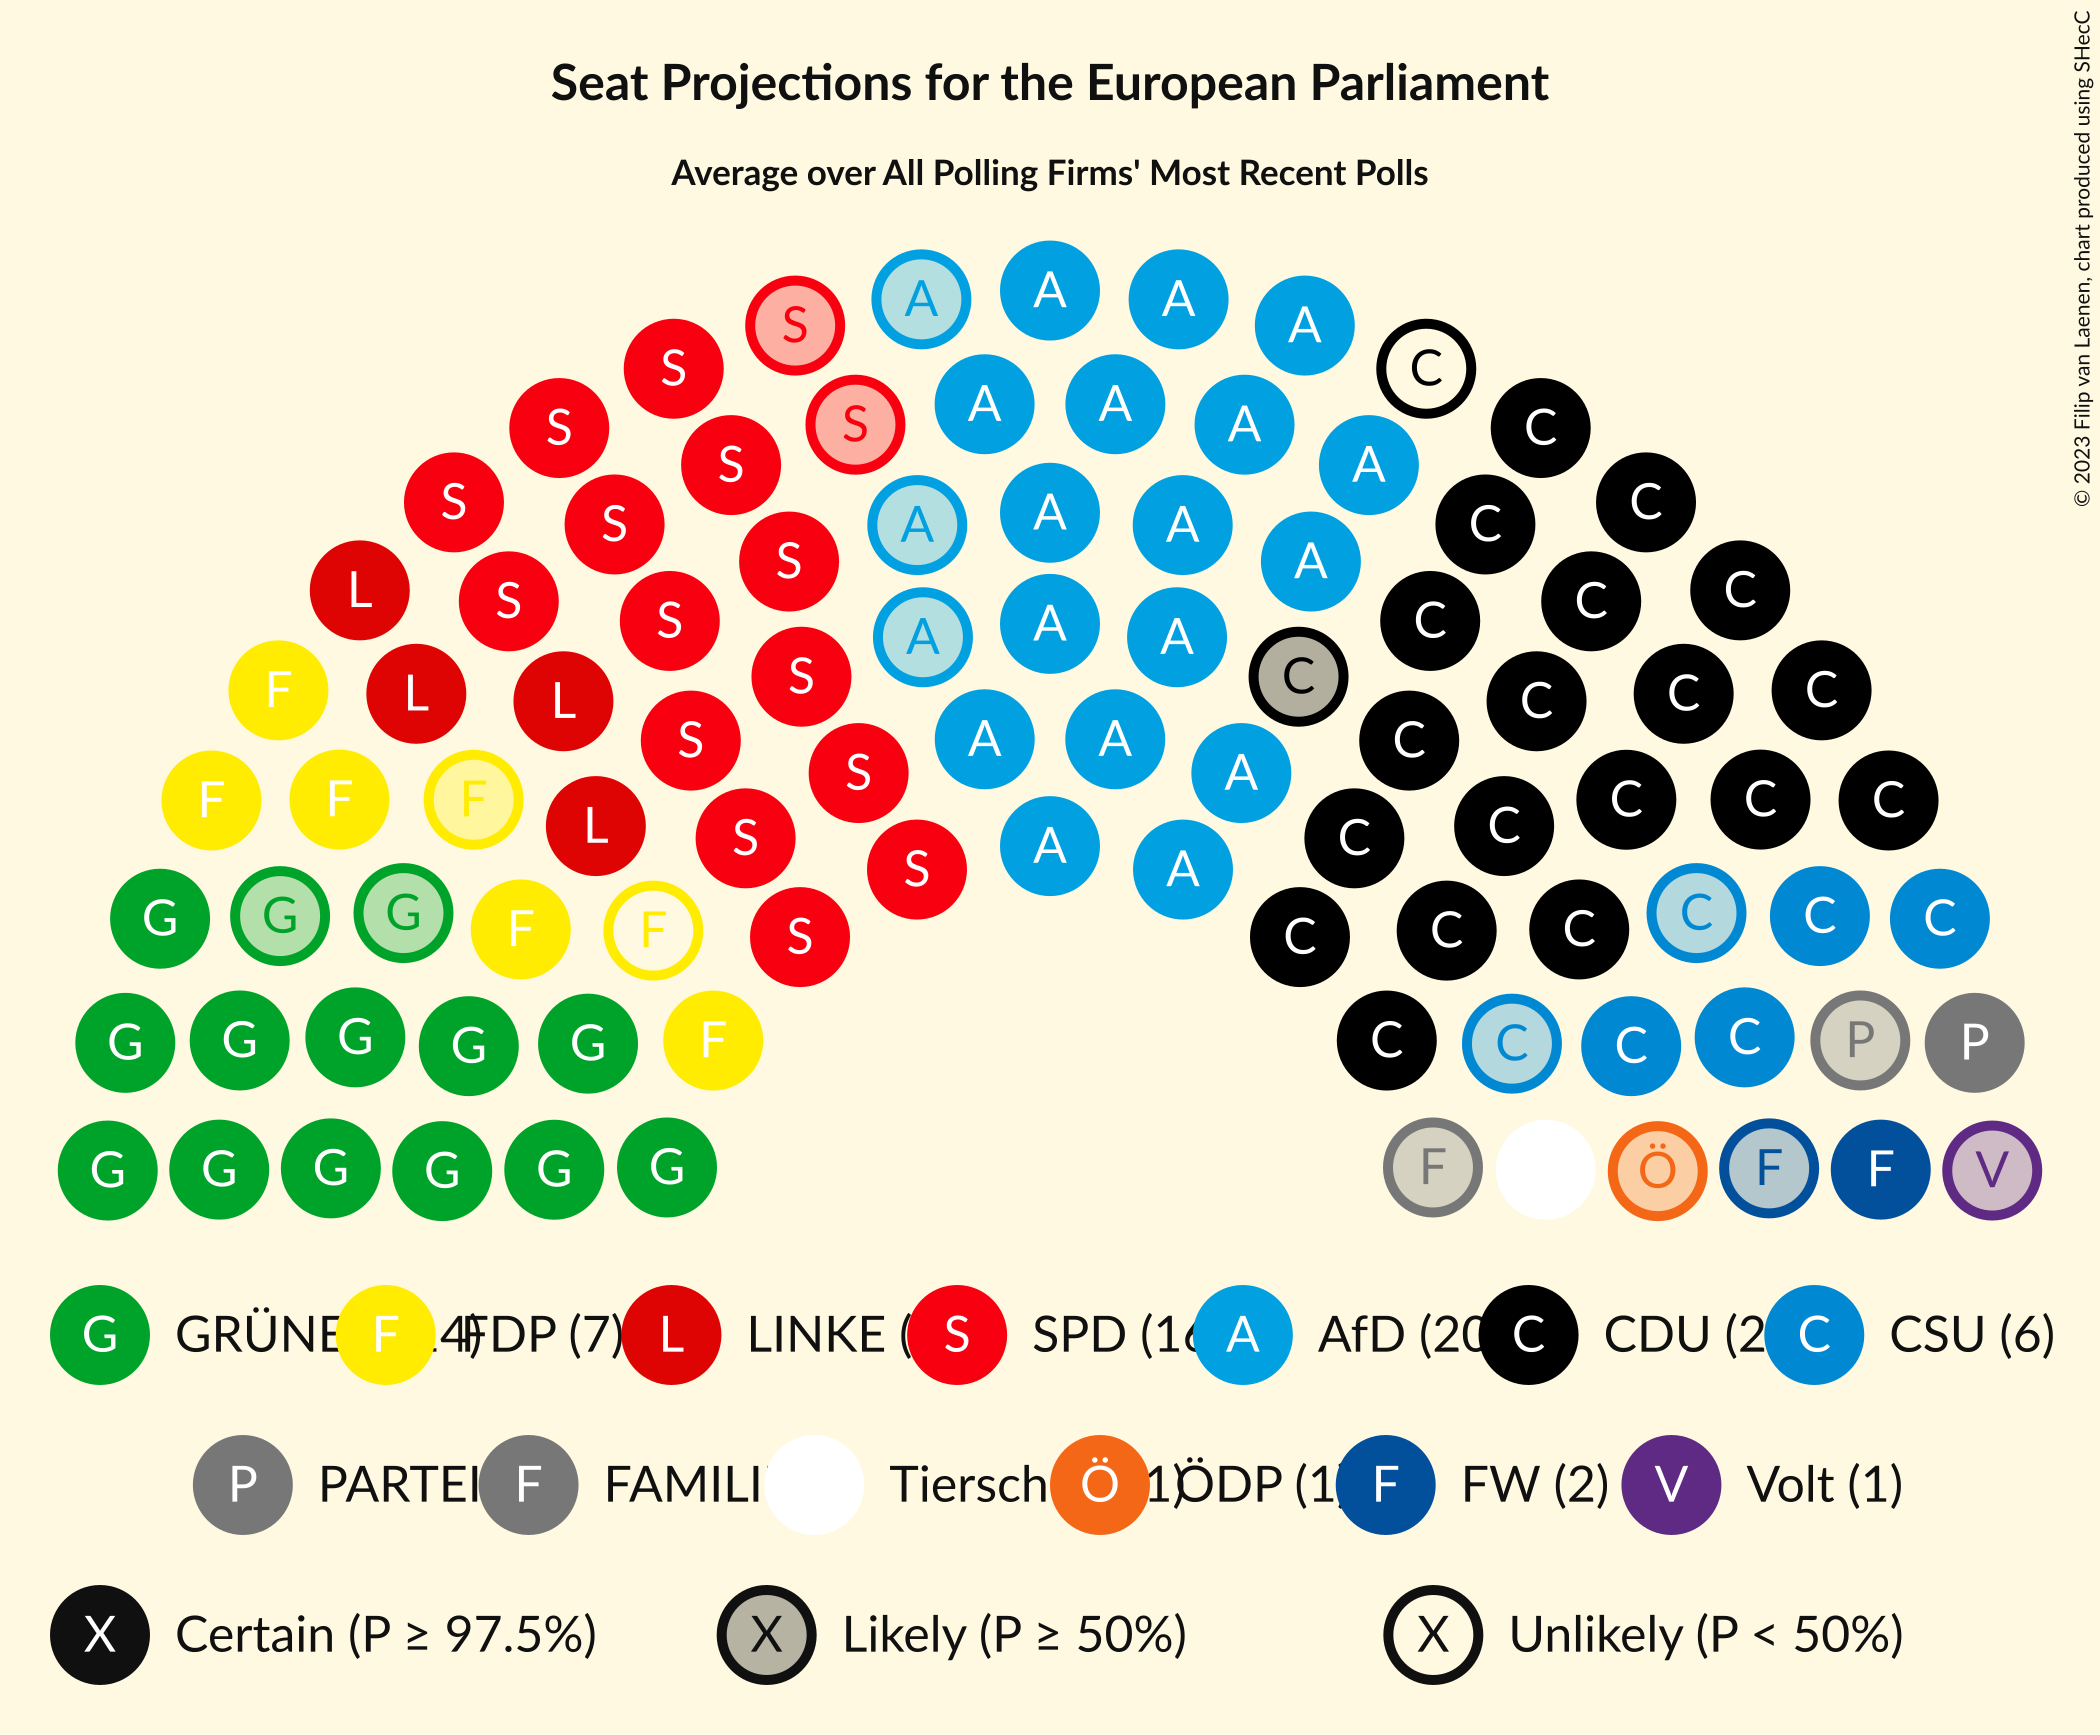 Seat Projections for the European Parliament
Average over All Polling Firms' Most Recent Polls
© 2023 Filip van Laenen, chart produced using SHecC
A A A
S A
S C
S A A C
S A
S A
S C
A A A
S C
S A
L C
S C
A A A
S C
F L L S A C
S C C C
S A A C
F F F S A C C C
L C
S A A C
G G G F F S C C C C C C
G G G G G F C C C C P P
G G G G G G F Ö F F V
G GRÜNE 4) F FDP (7) L LINKE ( S SPD (16 A AfD (20 C CDU (2 C CSU (6)
P PARTEI F FAMILI Tiersch 1) Ö ÖDP (1 F FW (2) V Volt (1)
X Certain (P ≥ 97.5%) X Likely (P ≥ 50%) X Unlikely (P < 50%)